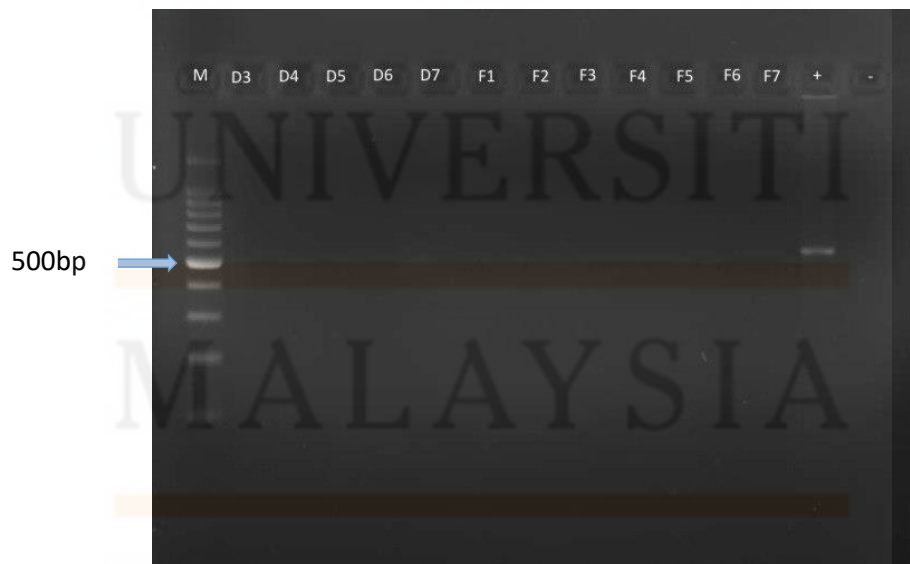 M D3 D4 D5 D6 D7 F1 F2 F3 F4 F5 F6 F7 + -
UNIVERSITI
500bp
MALAYSIA